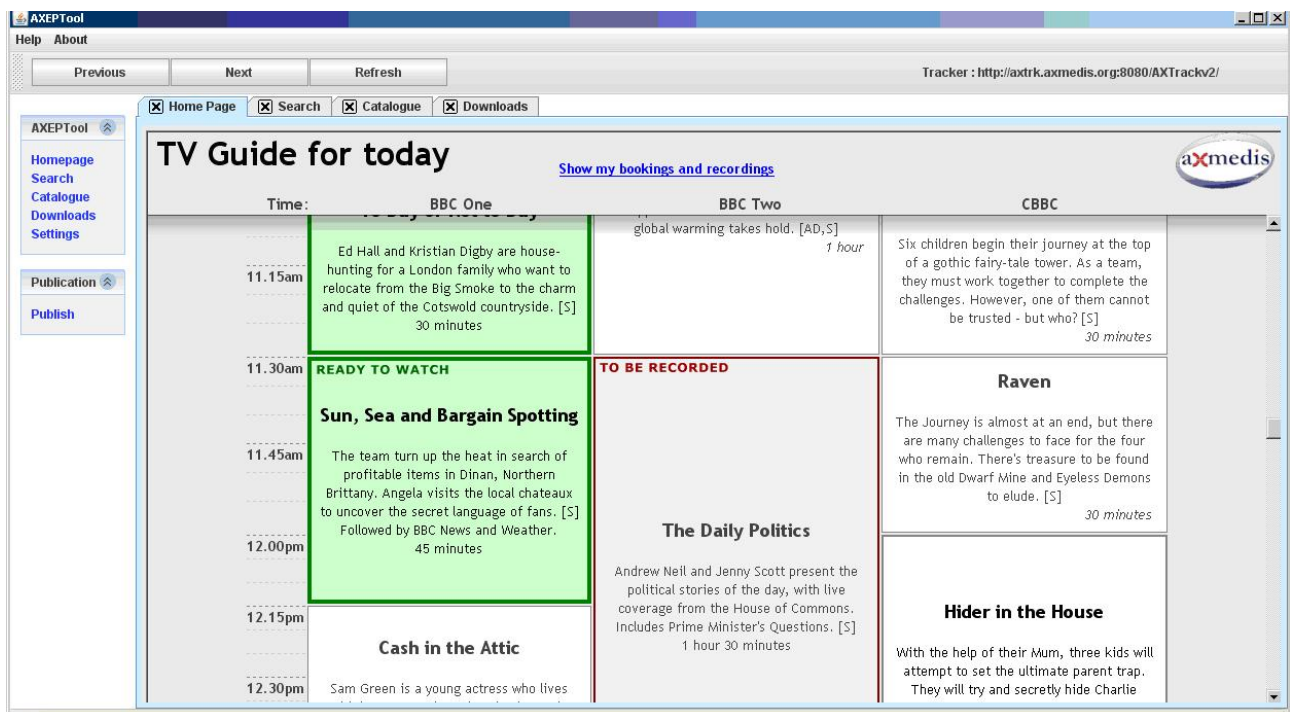 AXEPTool
Help About
Previous Next Refresh Tracker : http://axtrk.axmedis.org:8080/AXTrackv2/
Home Page Search Catalogue Downloads
AXEPTool
Homepage
Search
Catalogue
Downloads
Settings
Publication
Publish
TV Guide for today
Show my bookings and recordings
axmedis
Time: BBC One BBC Two CBBC
11.15am
11.30am
11.45am
12.00pm
12.15pm
12.30pm
To Buy or Not to Buy
Ed Hall and Kristian Digby are house-
hunting for a London family who want to
relocate from the Big Smoke to the charm
and quiet of the Cotswold countryside. [S]
30 minutes
READY TO WATCH
Sun, Sea and Bargain Spotting
The team turn up the heat in search of
profitable items in Dinan, Northern
Brittany. Angela visits the local chateaux
to uncover the secret language of fans. [S]
Followed by BBC News and Weather.
45 minutes
Cash in the Attic
Sam Green is a young actress who lives
global warming takes hold. [AD,S]
1 hour
TO BE RECORDED
The Daily Politics
Andrew Neil and Jenny Scott present the
political stories of the day, with live
coverage from the House of Commons.
Includes Prime Minister's Questions. [S]
1 hour 30 minutes
Six children begin their journey at the top
of a gothic fairy-tale tower. As a team,
they must work together to complete the
challenges. However, one of them cannot
be trusted - but who? [S]
30 minutes
Raven
The Journey is almost at an end, but there
are many challenges to face for the four
who remain. There's treasure to be found
in the old Dwarf Mine and Eyeless Demons
to elude. [S]
30 minutes
Hider in the House
With the help of their Mum, three kids will
attempt to set the ultimate parent trap.
They will try and secretly hide Charlie